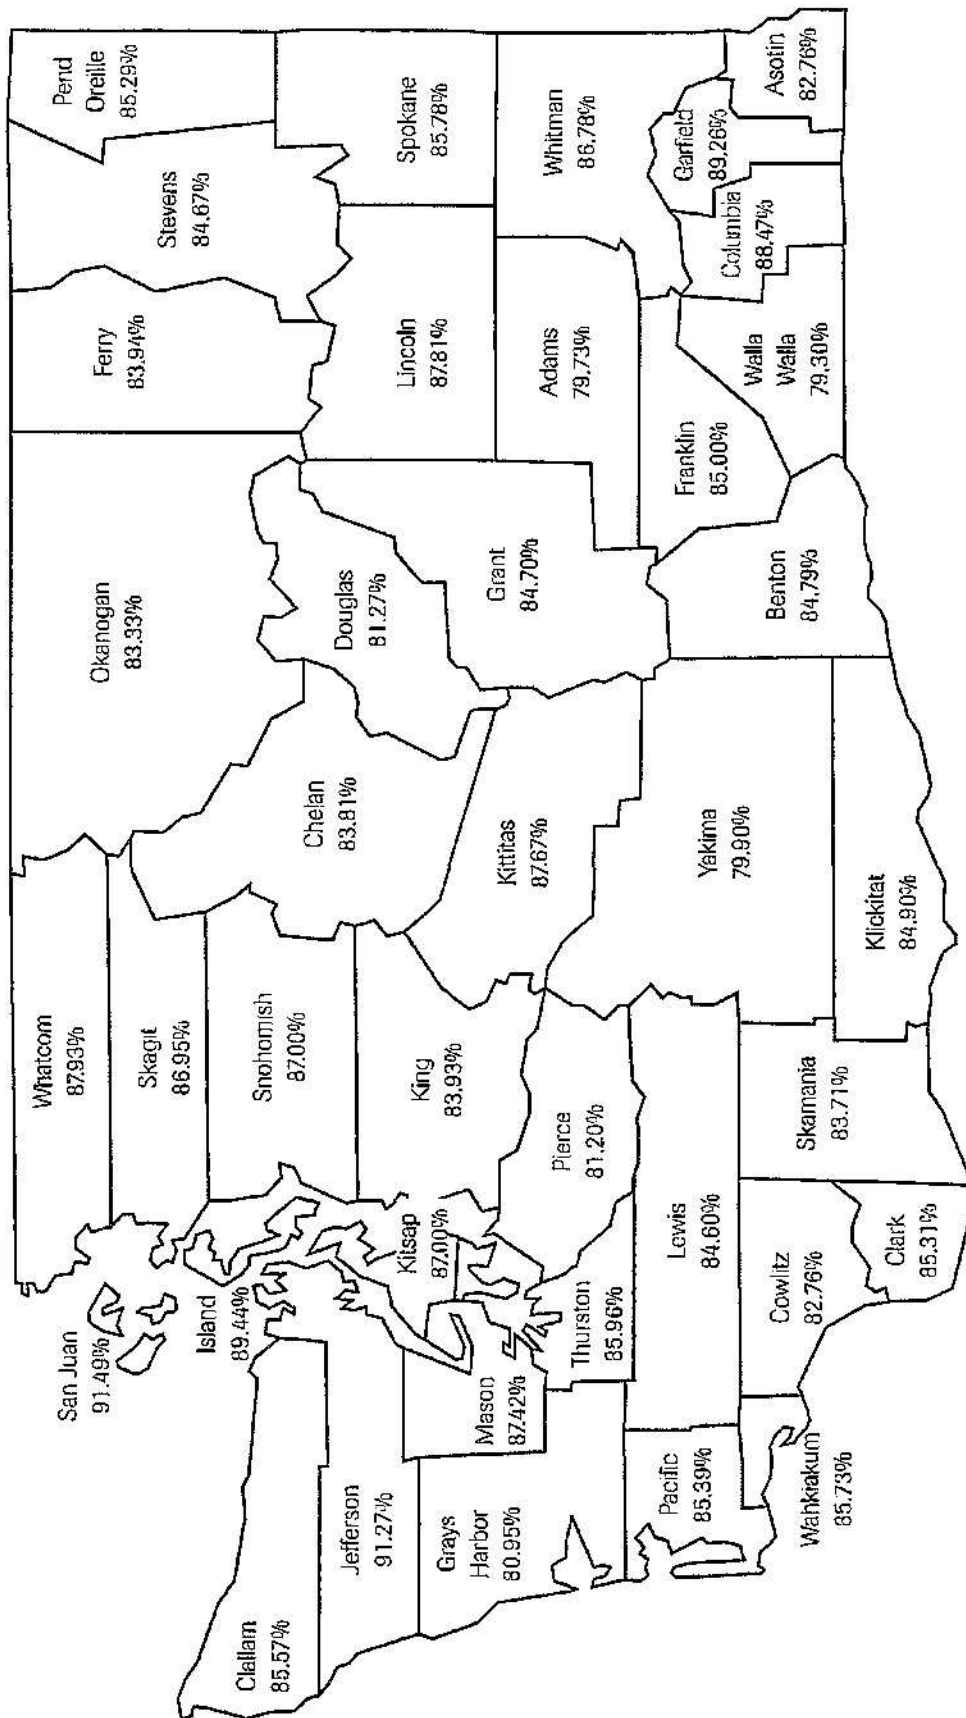 Whatcom
87.93%
Okanogan
83.33%
Ferry
83.94%
Stevens
84.67%
Pend
Oreille
85.29%
San Juan
91.49%
Skagit
86.95%
Island
89.44%
Snohomish
87.00%
Chelan
83.81%
Douglas
81.27%
Clallam
85.57%
Jefferson
91.27%
Kitsap
87.00%
King
83.93%
Lincoln
87.81%
Spokane
85.78%
Grays
Harbor
80.95%
Mason
87.42%
Pierce
81.20%
Kittitas
87.67%
Grant
84.70%
Adams
79.73%
Whitman
86.78%
Thurston
85.96%
Pacific
85.39%
Lewis
84.60%
Yakima
79.90%
Franklin
85.00%
Garfield
89.26%
Columbia
88.47%
Asotin
82.76%
Walla
Walla
79.30%
Benton
84.79%
Wahkiakum
85.73%
Cowlitz
82.76%
Skamania
83.71%
Klickitat
84.90%
Clark
85.31%